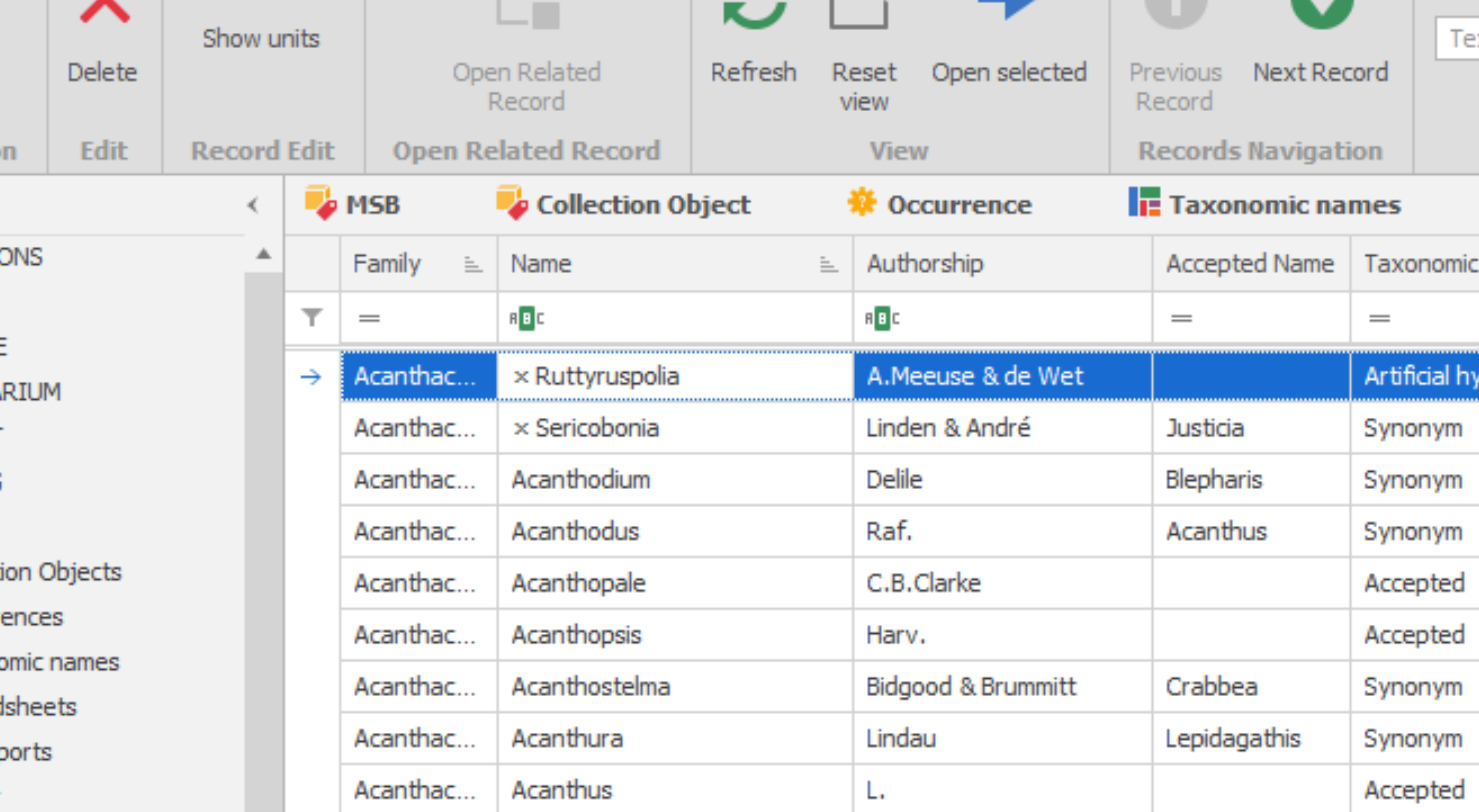 Show units
Delete
Open Related
Record
Refresh
Reset
view
Open selected
Previous
Record
Next Record
Edit
Record Edit
Open Related Record
View
Records Navigation
MSB
Collection Object
Occurrence
Taxonomic names
ONS
ARIUM
ion Objects
ences
omic names
dsheets
ports
Family Name Authorship Accepted Name Taxonomic
= ABC ABC = =
Acanthac... × Ruttyruspolia A.Meeuse & de Wet Artificial hy
Acanthac... × Sericobonia Linden & André Justicia Synonym
Acanthac... Acanthodium Delile Blepharis Synonym
Acanthac... Acanthodus Raf. Acanthus Synonym
Acanthac... Acanthopale C.B.Clarke Accepted
Acanthac... Acanthopsis Harv. Accepted
Acanthac... Acanthostelma Bidgood & Brummitt Crabbea Synonym
Acanthac... Acanthura Lindau Lepidagathis Synonym
Acanthac... Acanthus L. Accepted